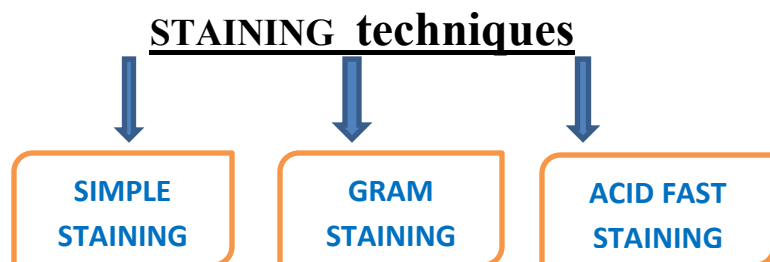 STAINING techniques
SIMPLE
STAINING
GRAM
STAINING
ACID FAST
STAINING